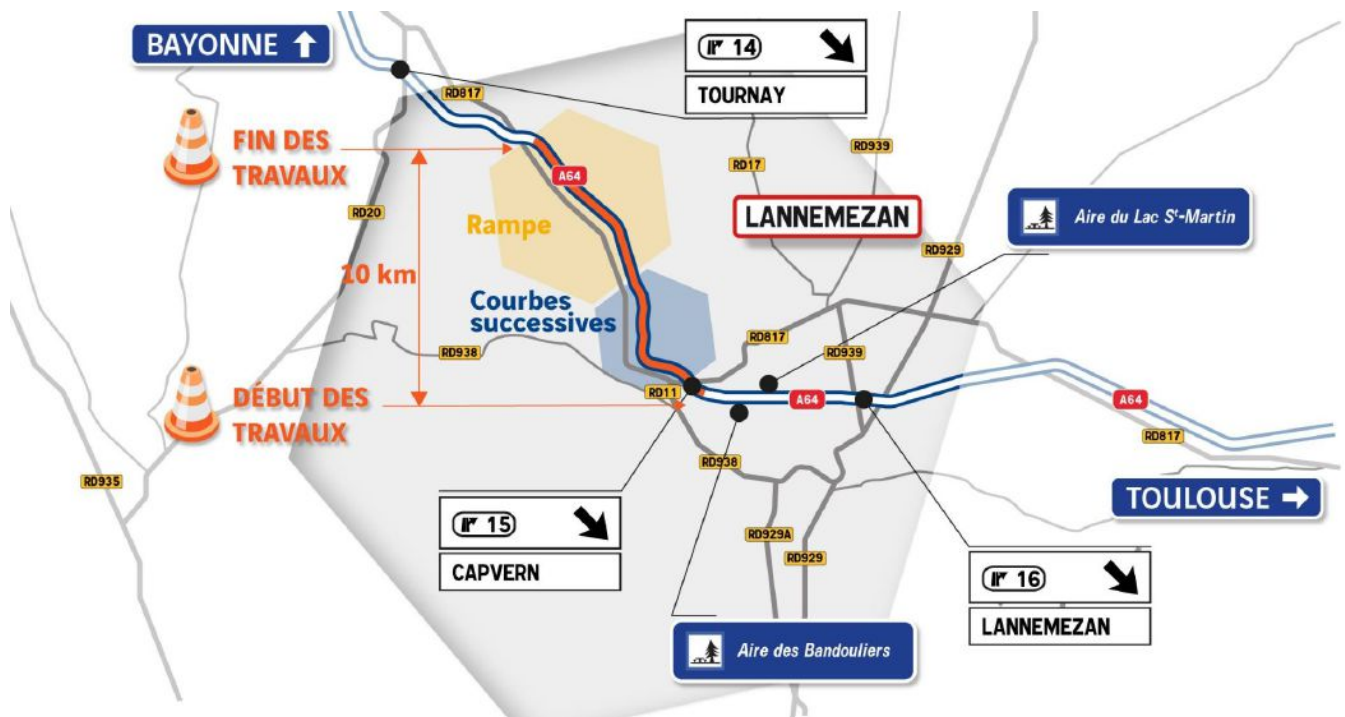 BAYONNE
14
TOURNAY
RD817
FIN DES
TRAVAUX
A64
RD17
RD939
RD20
LANNEMEZAN
Aire du Lac St-Martin
Rampe
RD929
10 km
Courbes
successives
RD817
RD938
RD939
DÉBUT DES
TRAVAUX
RD11
A64
A64
RD817
RD938
RD935
TOULOUSE
15
CAPVERN
RD929A
RD929
16
LANNEMEZAN
Aire des Bandouliers